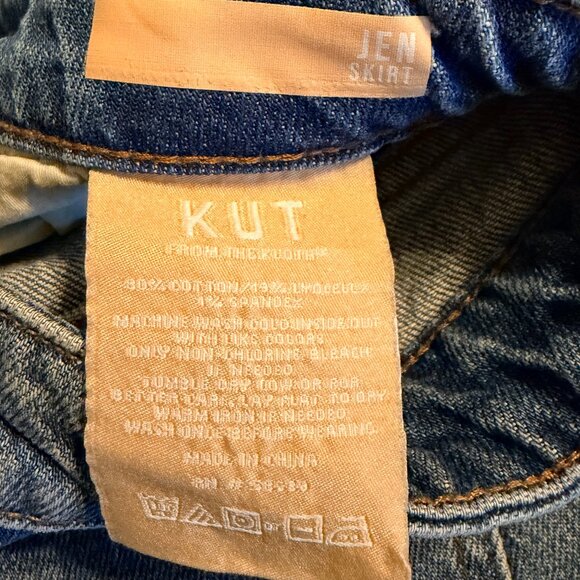 JEN
SKIRT
KUT
FROM THE KLOTH
80% COTTON/19% LYOCELL/
1% SPANDEX
MACHINE WASH COLD INSIDE OUT
WITH LIKE COLORS
ONLY NON-CHLORINE BLEACH
IF NEEDED
TUMBLE DRY LOW OR FOR
BETTER CARE, LAY FLAT TO DRY
WARM IRON IF NEEDED
WASH ONCE BEFORE WEARING
MADE IN CHINA
RN #
OR